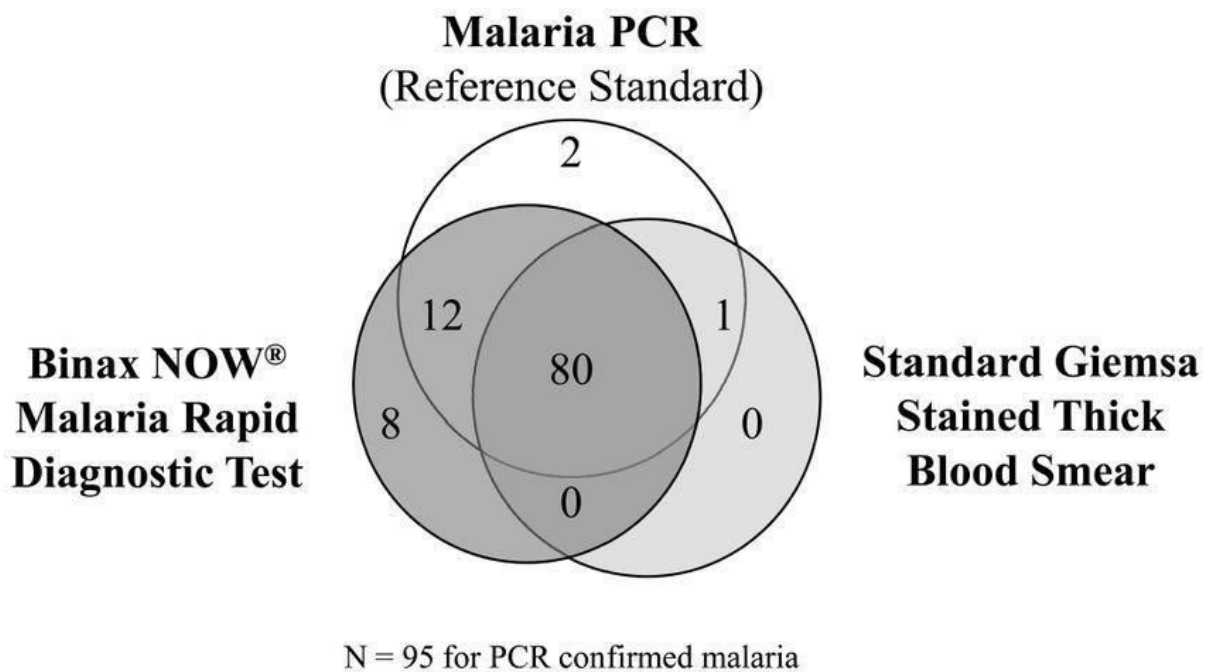 Malaria PCR
(Reference Standard)
2
12
1
80
8
0
0
Binax NOW®
Malaria Rapid
Diagnostic Test
Standard Giemsa
Stained Thick
Blood Smear
N = 95 for PCR confirmed malaria